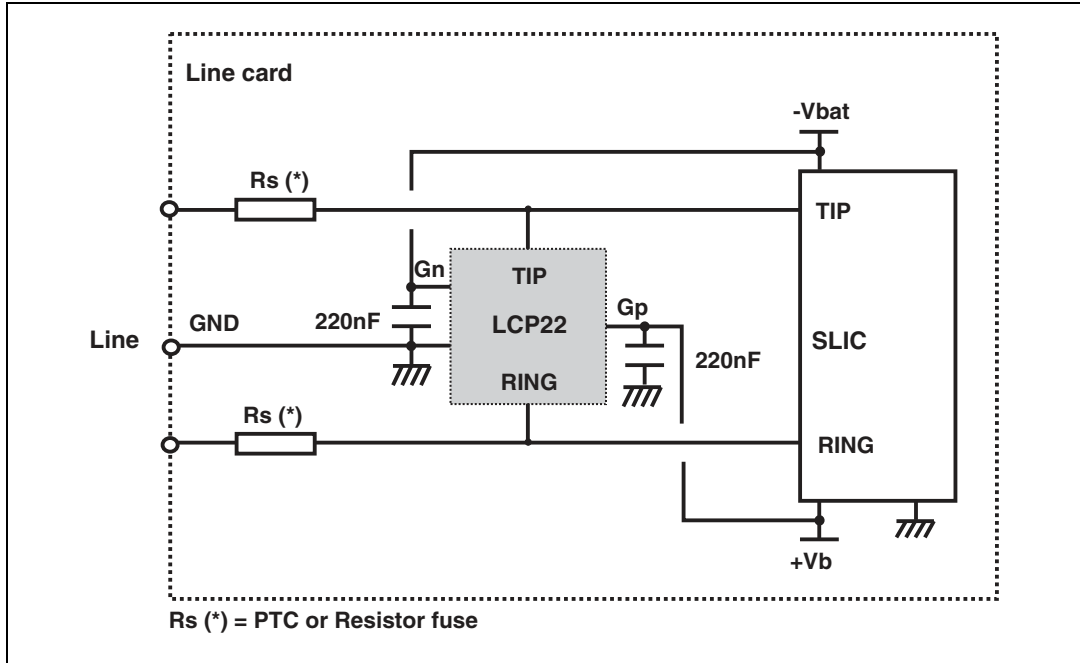 Line card
-Vbat
Rs (*)
TIP
Gn
TIP
Gp
GND
220nF
LCP22
Line
SLIC
220nF
RING
Rs (*)
RING
+Vb
Rs (*) = PTC or Resistor fuse